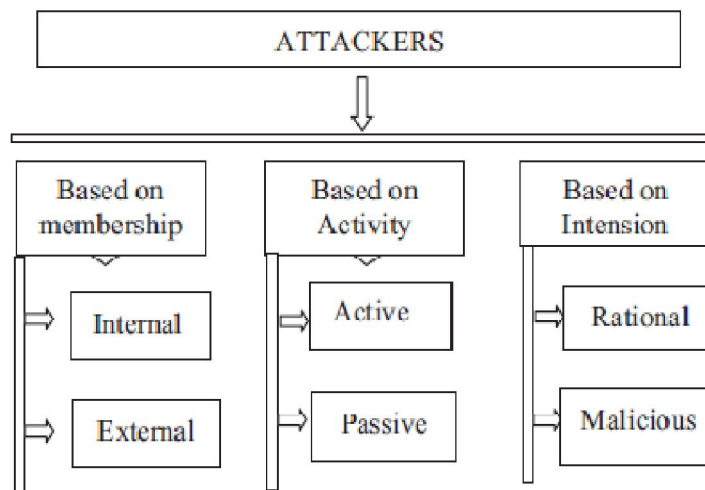 ATTACKERS
Based on
membership
Internal
External
Based on
Activity
Active
Passive
Based on
Intension
Rational
Malicious